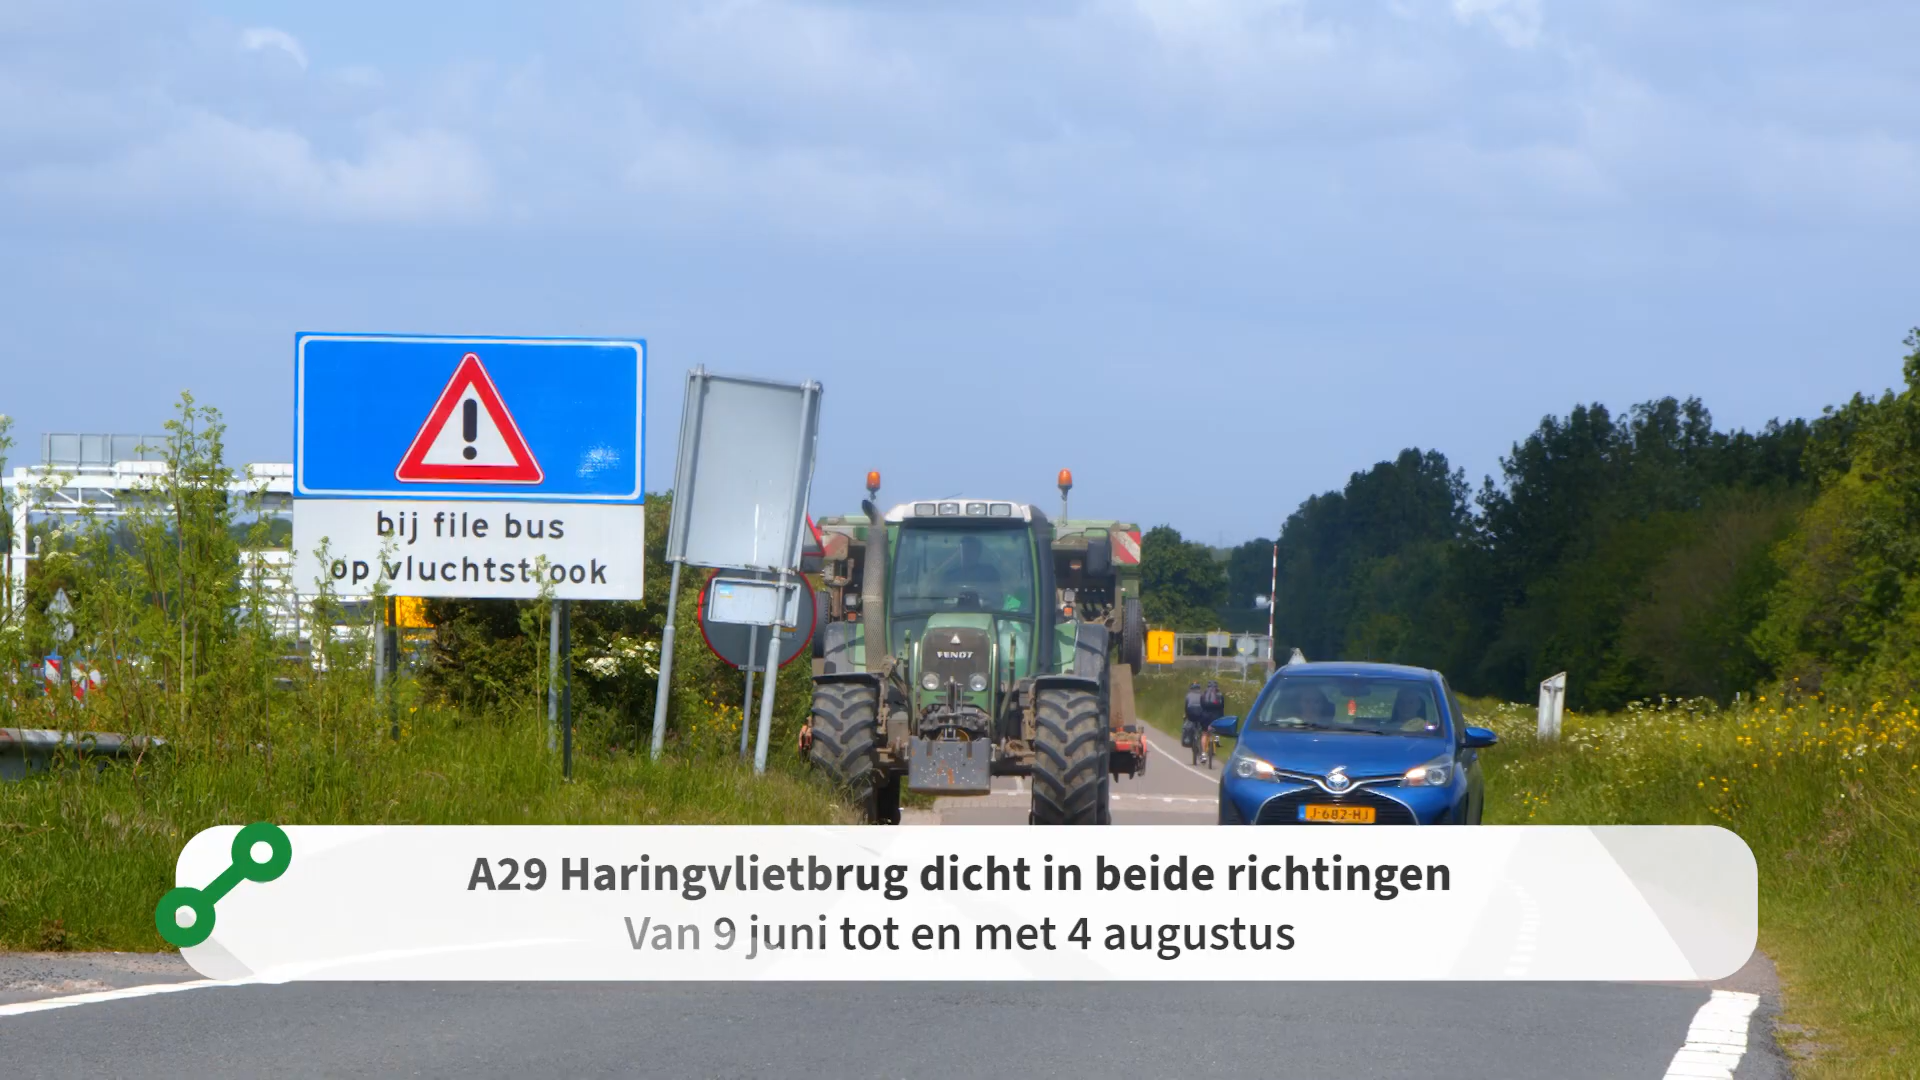 bij file bus
op vluchtstrook
FENDT
J-682-HJ
A29 Haringvlietbrug dicht in beide richtingen
Van 9 juni tot en met 4 augustus